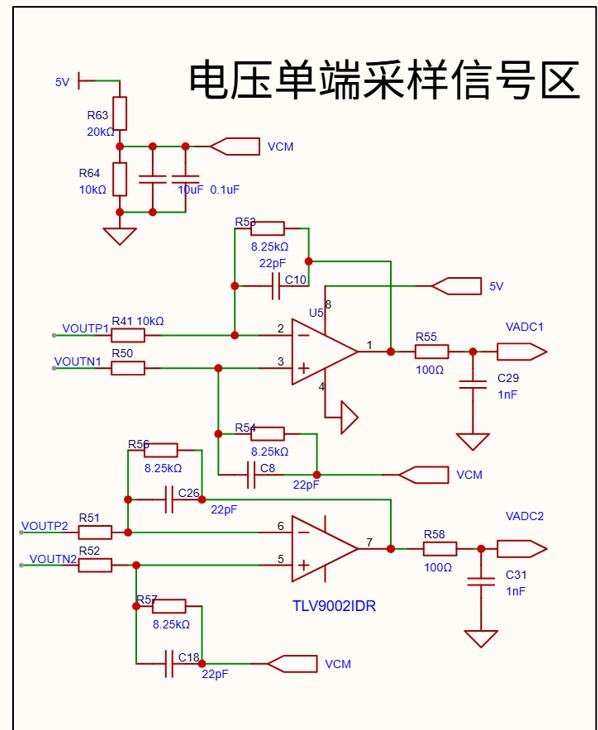 电压单端采样信号区
5V
R63
20kΩ
VCM
R64
10kΩ
10uF 0.1uF
R53
8.25kΩ
22pF
C10
5V
8
U5
VOUTP1
R41 10kΩ
2
VADC1
VOUTN1
R50
3
1
R55
100Ω
4
C29
1nF
R54
8.25kΩ
C8
22pF
VCM
R56
8.25kΩ
C26
22pF
VOUTP2
R51
6
VADC2
VOUTN2
R52
5
7
R58
100Ω
C31
1nF
TLV9002IDR
R57
8.25kΩ
C18
22pF
VCM